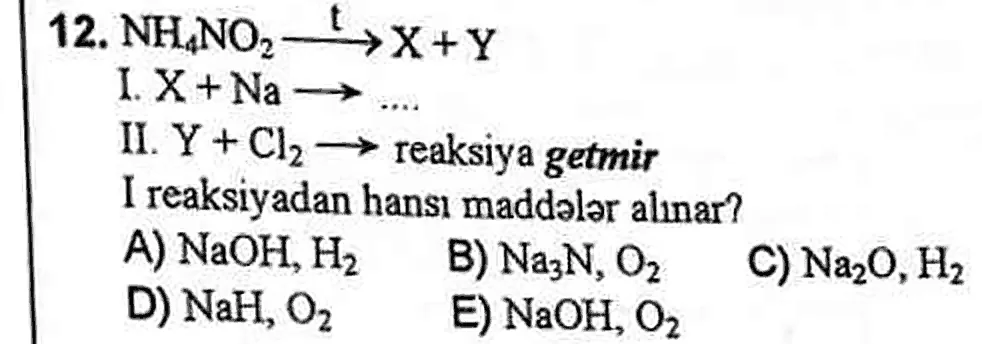 12. NH₄NO₂ —t→ X + Y
I. X + Na ⟶ ....
II. Y + Cl₂ ⟶ reaksiya getmir
I reaksiyadan hansı maddələr alınar?
A) NaOH, H₂ B) Na₃N, O₂ C) Na₂O, H₂
D) NaH, O₂ E) NaOH, O₂